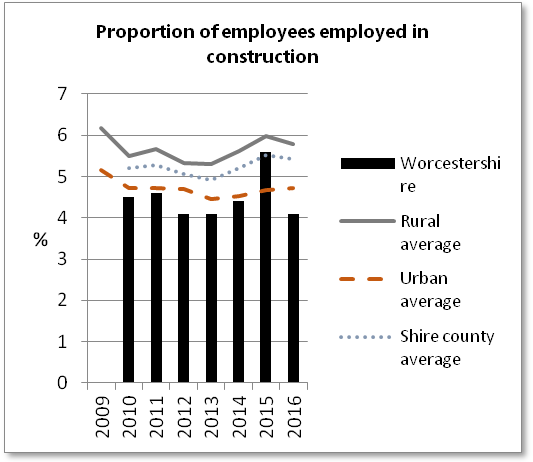 Proportion of employees employed in
construction
7
6
5
4
3
2
1
0
%
2009
2010
2011
2012
2013
2014
2015
2016
Worcestershi
re
Rural
average
Urban
average
Shire county
average